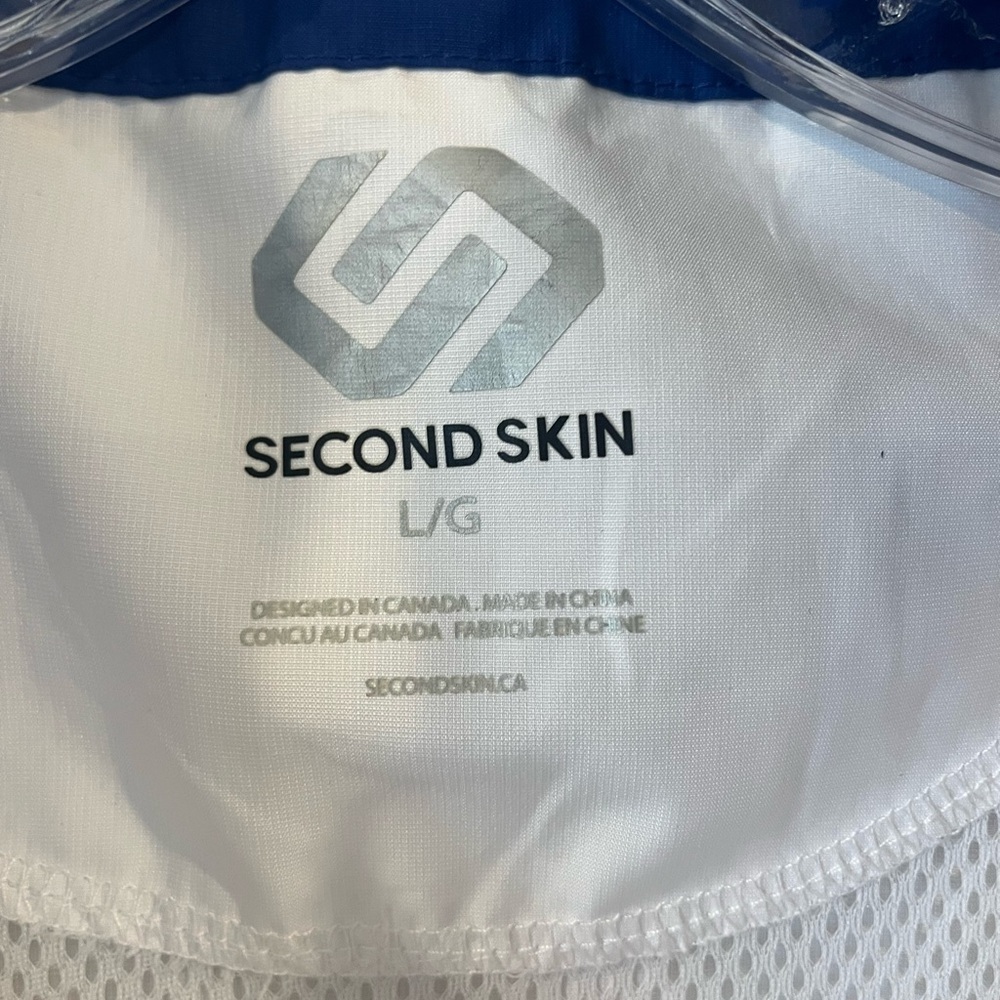 SECOND SKIN
L/G
DESIGNED IN CANADA . MADE IN CHINA
CONCU AU CANADA FABRIQUE EN CHINE
SECONDSKIN.CA